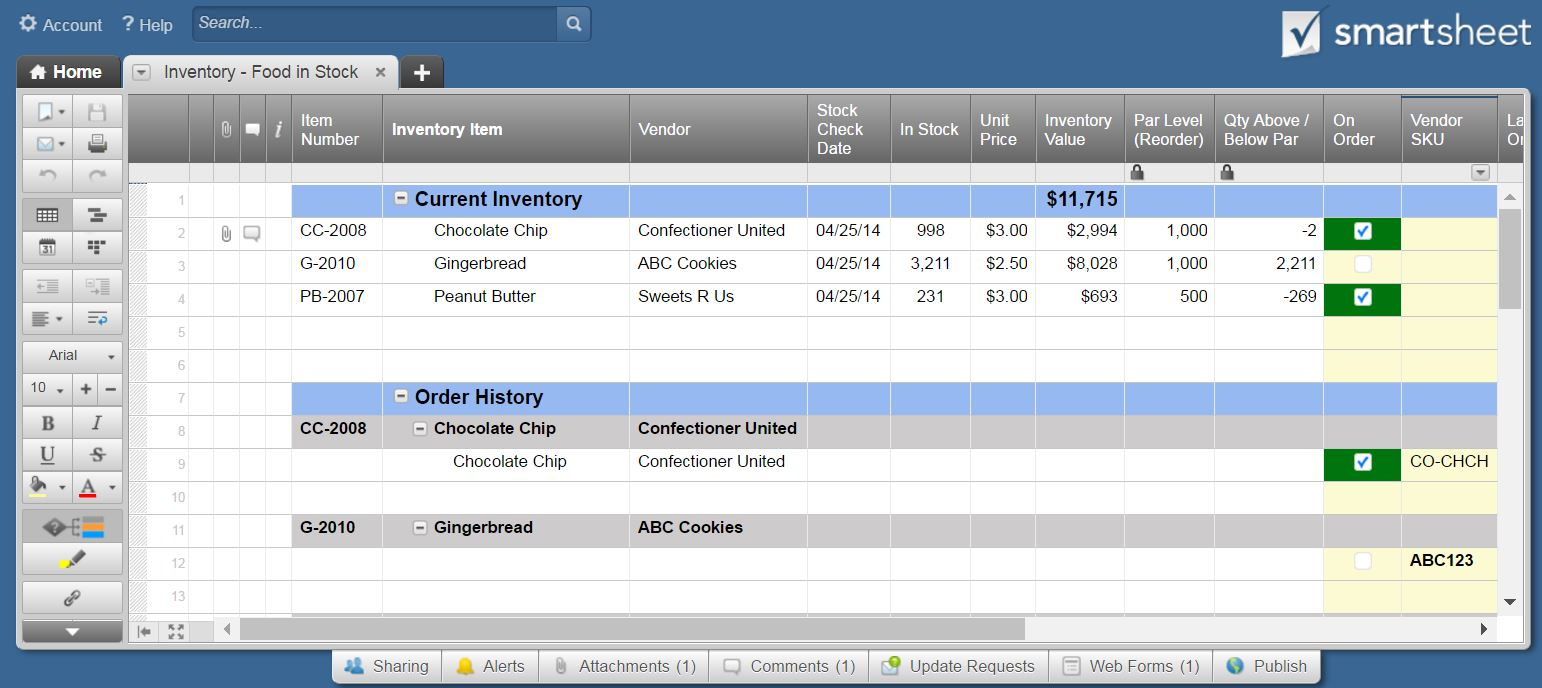 Account ? Help Search... smartsheet
Home Inventory - Food in Stock × +
Item Number Inventory Item Vendor Stock Check Date In Stock Unit Price Inventory Value Par Level (Reorder) Qty Above / Below Par On Order Vendor SKU
1 Current Inventory $11,715
2 CC-2008 Chocolate Chip Confectioner United 04/25/14 998 $3.00 $2,994 1,000 -2
3 G-2010 Gingerbread ABC Cookies 04/25/14 3,211 $2.50 $8,028 1,000 2,211
4 PB-2007 Peanut Butter Sweets R Us 04/25/14 231 $3.00 $693 500 -269
5
6
7 Order History
8 CC-2008 Chocolate Chip Confectioner United
9 Chocolate Chip Confectioner United CO-CHCH
10
11 G-2010 Gingerbread ABC Cookies
12 ABC123
13
31
Arial
10 + −
B I
U S
A
Sharing Alerts Attachments (1) Comments (1) Update Requests Web Forms (1) Publish